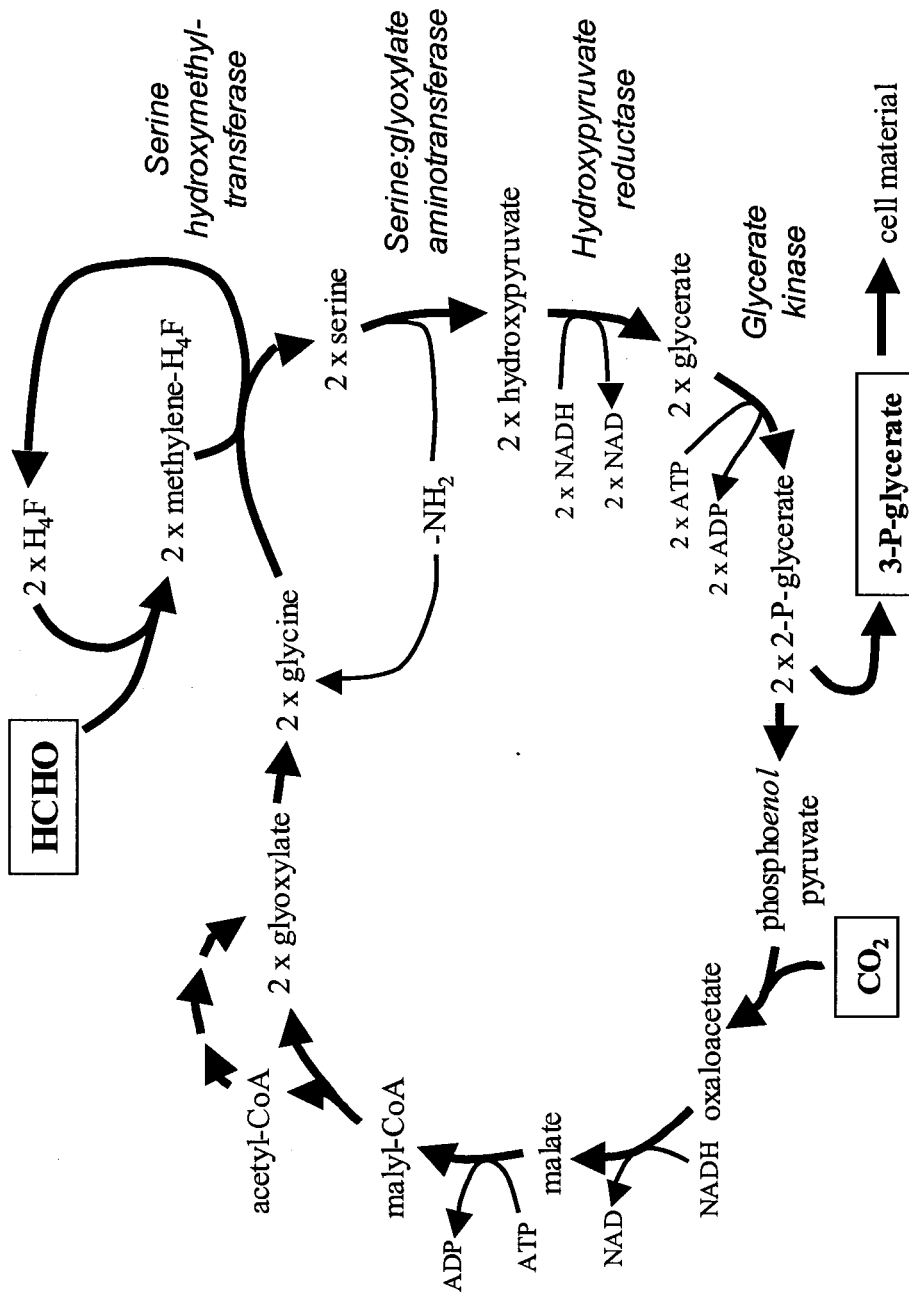 HCHO
2 x H4F
2 x methylene-H4F
Serine
hydroxymethyl-
transferase
acetyl-CoA
2 x glyoxylate
2 x glycine
2 x serine
-NH2
Serine:glyoxylate
aminotransferase
malyl-CoA
2 x hydroxypyruvate
Hydroxypyruvate
reductase
2 x NADH
2 x NAD
ADP
ATP
malate
2 x glycerate
Glycerate
kinase
2 x ATP
2 x ADP
NAD
NADH
oxaloacetate
phosphoenol
pyruvate
2 x 2-P-glycerate
CO2
3-P-glycerate
cell material